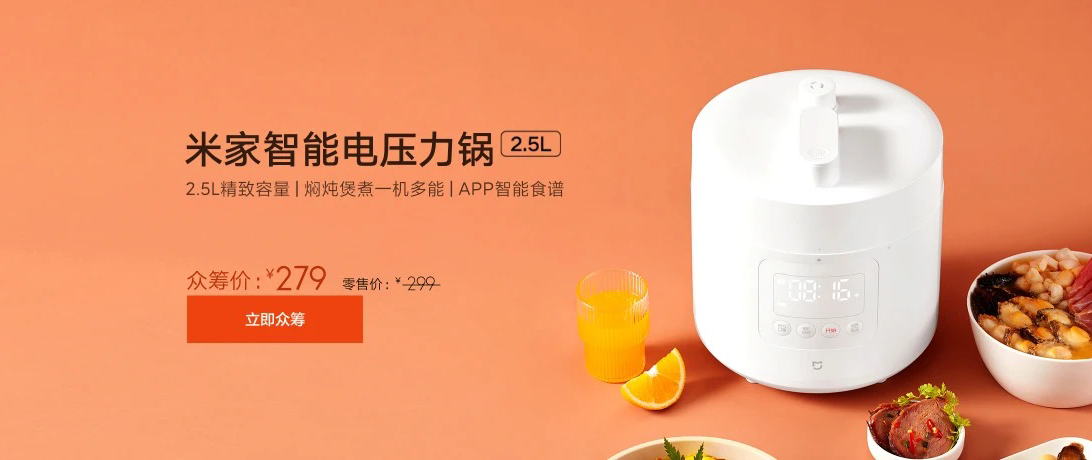 米家智能电压力锅 2.5L
2.5L精致容量 | 焖炖煲煮一机多能 | APP智能食谱
众筹价：¥279 零售价：¥299
立即众筹
08:16